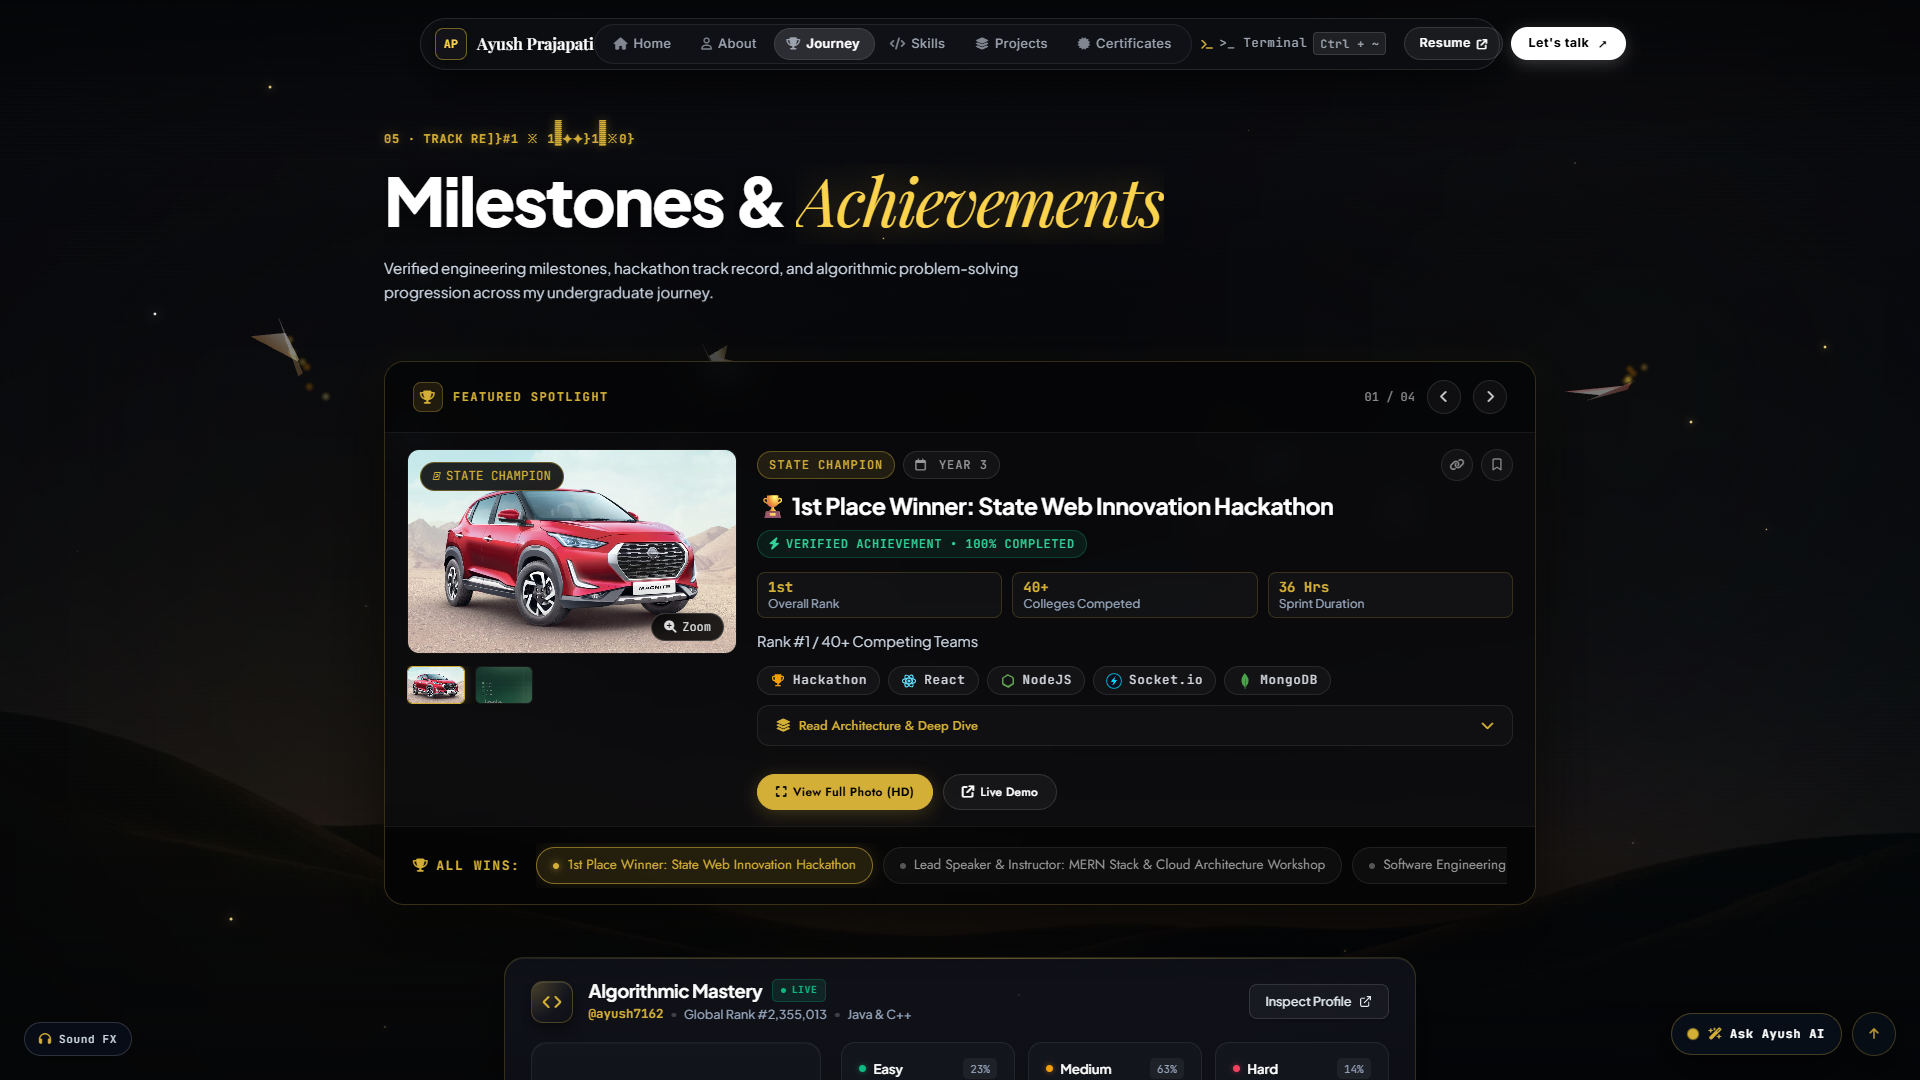 AP Ayush Prajapati Home About Journey </> Skills Projects Certificates >_ Terminal Ctrl + ~ Resume Let's talk ↗
05 · TRACK RE]}#1 ※ 1▓✦✦}1▓※0}
Milestones & Achievements
Verified engineering milestones, hackathon track record, and algorithmic problem-solving
progression across my undergraduate journey.
FEATURED SPOTLIGHT 01 / 04
STATE CHAMPION
STATE CHAMPION YEAR 3
1st Place Winner: State Web Innovation Hackathon
VERIFIED ACHIEVEMENT • 100% COMPLETED
1st 40+ 36 Hrs
Overall Rank Colleges Competed Sprint Duration
MAGNITE
Zoom
Rank #1 / 40+ Competing Teams
Hackathon React NodeJS Socket.io MongoDB
Read Architecture & Deep Dive
View Full Photo (HD) Live Demo
ALL WINS: 1st Place Winner: State Web Innovation Hackathon Lead Speaker & Instructor: MERN Stack & Cloud Architecture Workshop Software Engineering
Algorithmic Mastery LIVE
@ayush7162 • Global Rank #2,355,013 • Java & C++
Inspect Profile
Sound FX
Ask Ayush AI
Easy 23% Medium 63% Hard 14%